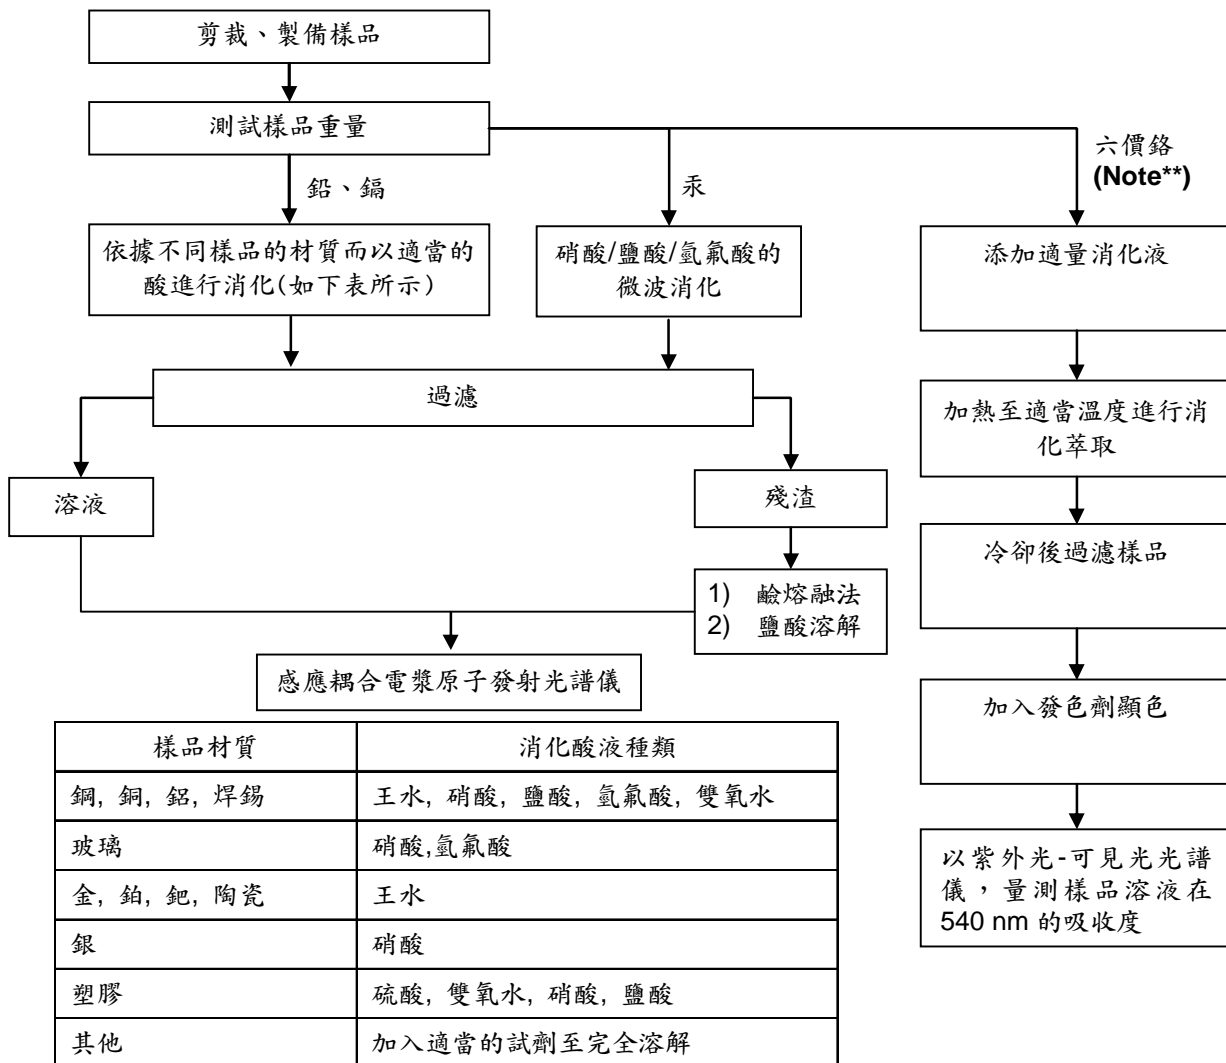 剪裁、製備樣品
測試樣品重量
鉛、鎘
汞
六價鉻
(Note**)
依據不同樣品的材質而以適當的
酸進行消化(如下表所示)
硝酸/鹽酸/氫氟酸的
微波消化
添加適量消化液
過濾
加熱至適當溫度進行消
化萃取
溶液
殘渣
冷卻後過濾樣品
1) 鹼熔融法
2) 鹽酸溶解
感應耦合電漿原子發射光譜儀
加入發色劑顯色
以紫外光-可見光光譜
儀，量測樣品溶液在
540 nm 的吸收度
樣品材質 消化酸液種類
鋼, 銅, 鋁, 焊錫 王水, 硝酸, 鹽酸, 氫氟酸, 雙氧水
玻璃 硝酸,氫氟酸
金, 鉑, 鈀, 陶瓷 王水
銀 硝酸
塑膠 硫酸, 雙氧水, 硝酸, 鹽酸
其他 加入適當的試劑至完全溶解